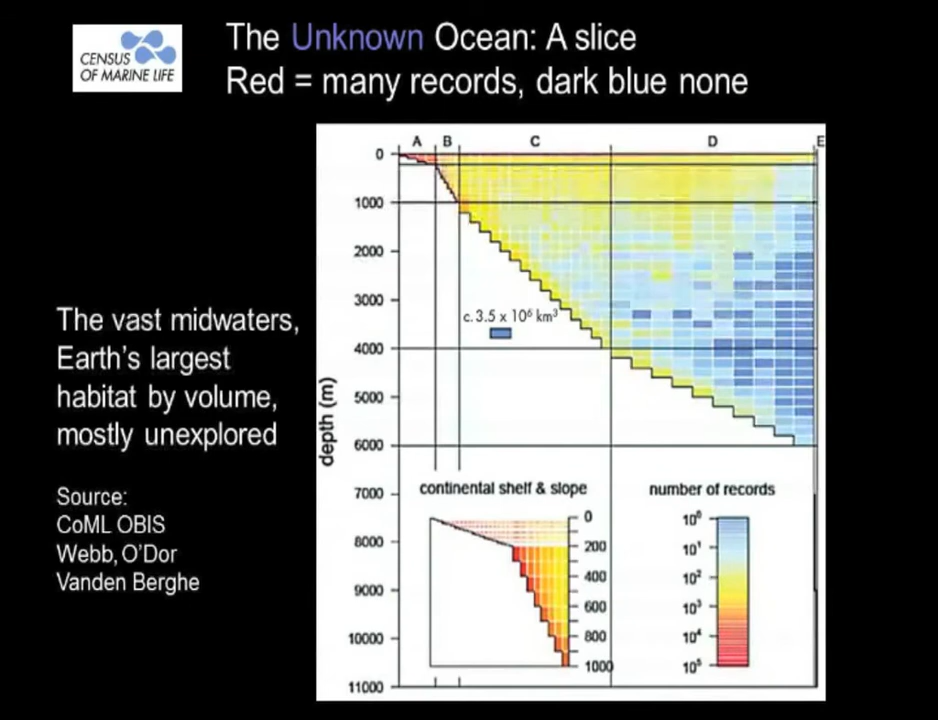 CENSUS
OF MARINE LIFE
The Unknown Ocean: A slice
Red = many records, dark blue none
The vast midwaters,
Earth's largest
habitat by volume,
mostly unexplored
Source:
CoML OBIS
Webb, O'Dor
Vanden Berghe
A B C D E
depth (m)
0
1000
2000
3000
4000
5000
6000
7000
8000
9000
10000
11000
c. 3.5 x 10⁶ km³
continental shelf & slope
0
200
400
600
800
1000
number of records
10⁰
10¹
10²
10³
10⁴
10⁵